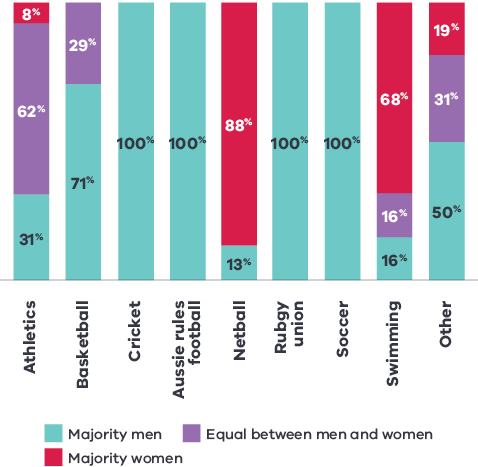 8%
29%
19%
62%
68%
31%
88%
100%
100%
100%
100%
71%
50%
16%
31%
13%
16%
Athletics
Basketball
Cricket
Aussie rules
football
Netball
Rubgy
union
Soccer
Swimming
Other
Majority men
Equal between men and women
Majority women